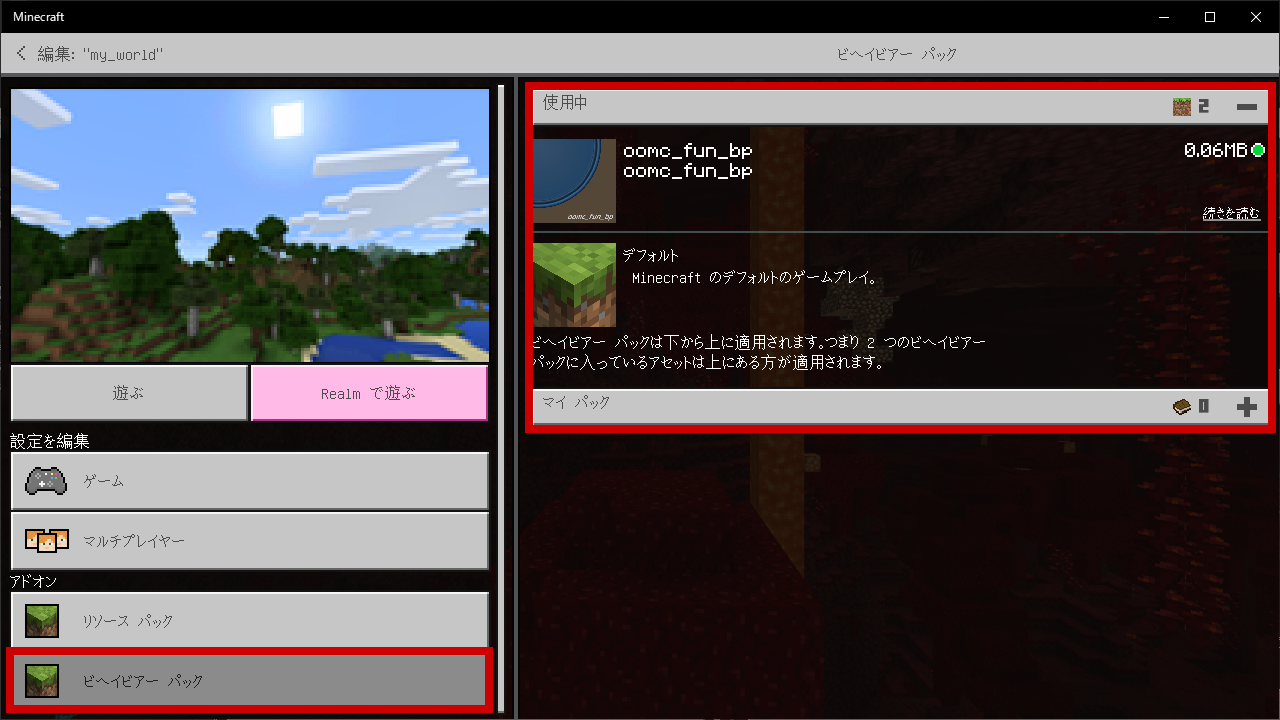 Minecraft
編集: "my_world"
ビヘイビアー パック
遊ぶ
Realm で遊ぶ
設定を編集
ゲーム
マルチプレイヤー
アドオン
リソース パック
ビヘイビアー パック
使用中
2
oomc_fun_bp
oomc_fun_bp
0.06MB
oomc_fun_bp
続きを読む
デフォルト
Minecraft のデフォルトのゲームプレイ。
ビヘイビアー パックは下から上に適用されます。つまり 2 つのビヘイビアー
パックに入っているアセットは上にある方が適用されます。
マイ パック
0